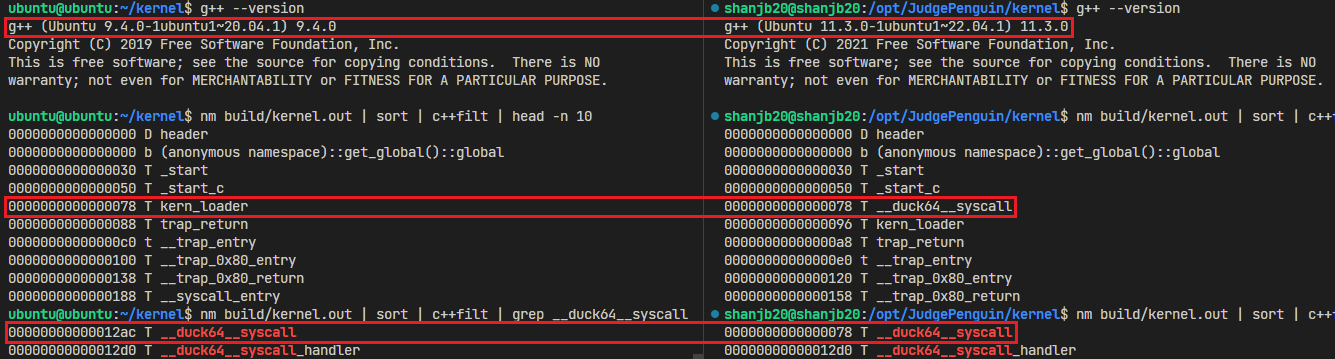 ubuntu@ubuntu:~/kernel$ g++ --version
g++ (Ubuntu 9.4.0-1ubuntu1~20.04.1) 9.4.0
Copyright (C) 2019 Free Software Foundation, Inc.
This is free software; see the source for copying conditions.  There is NO
warranty; not even for MERCHANTABILITY or FITNESS FOR A PARTICULAR PURPOSE.
ubuntu@ubuntu:~/kernel$ nm build/kernel.out | sort | c++filt | head -n 10
0000000000000000 D header
0000000000000000 b (anonymous namespace)::get_global()::global
0000000000000030 T _start
0000000000000050 T _start_c
0000000000000078 T kern_loader
0000000000000088 T trap_return
00000000000000c0 t __trap_entry
0000000000000100 T __trap_0x80_entry
0000000000000138 T __trap_0x80_return
0000000000000188 T __syscall_entry
ubuntu@ubuntu:~/kernel$ nm build/kernel.out | sort | c++filt | grep __duck64__syscall
00000000000012ac T __duck64__syscall
00000000000012d0 T __duck64__syscall_handler
shanjb20@shanjb20:/opt/JudgePenguin/kernel$ g++ --version
g++ (Ubuntu 11.3.0-1ubuntu1~22.04.1) 11.3.0
Copyright (C) 2021 Free Software Foundation, Inc.
This is free software; see the source for copying conditions.  There is NO
warranty; not even for MERCHANTABILITY or FITNESS FOR A PARTICULAR PURPOSE.
shanjb20@shanjb20:/opt/JudgePenguin/kernel$ nm build/kernel.out | sort | c++f
0000000000000000 D header
0000000000000000 b (anonymous namespace)::get_global()::global
0000000000000030 T _start
0000000000000050 T _start_c
0000000000000078 T __duck64__syscall
0000000000000096 T kern_loader
00000000000000a8 T trap_return
00000000000000e0 t __trap_entry
0000000000000120 T __trap_0x80_entry
0000000000000158 T __trap_0x80_return
shanjb20@shanjb20:/opt/JudgePenguin/kernel$ nm build/kernel.out | sort | c++f
0000000000000078 T __duck64__syscall
00000000000012d0 T __duck64__syscall_handler